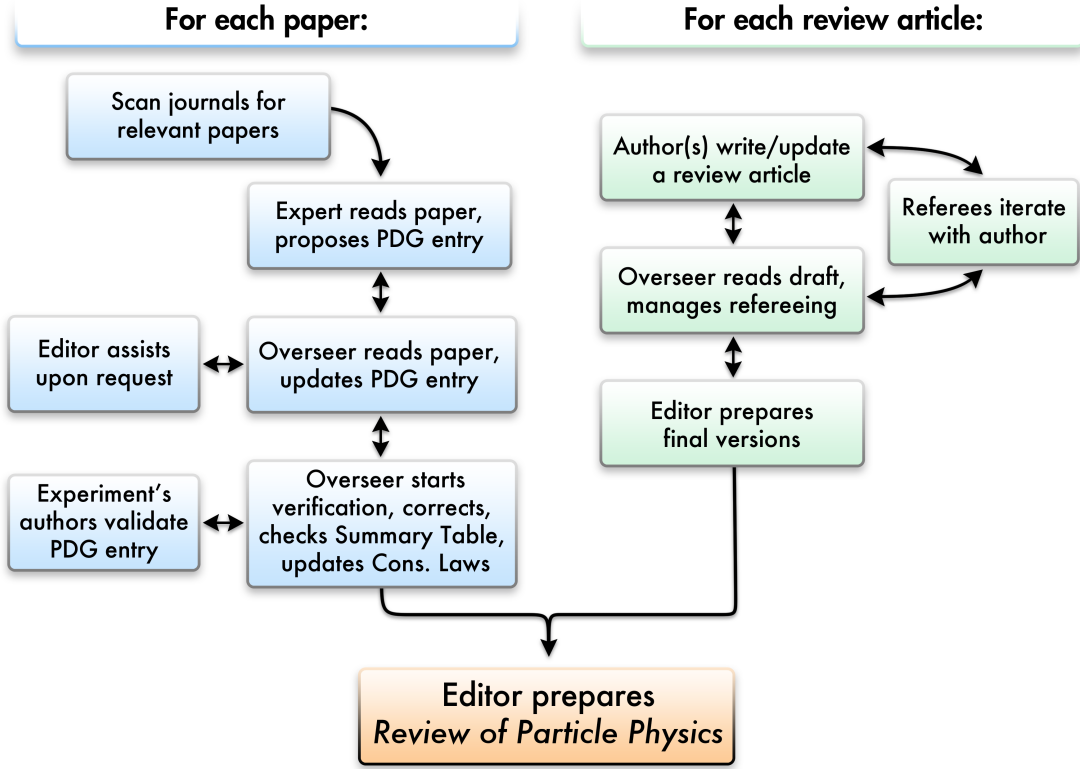 For each paper:
Scan journals for
relevant papers
Expert reads paper,
proposes PDG entry
Editor assists
upon request
Overseer reads paper,
updates PDG entry
Experiment's
authors validate
PDG entry
Overseer starts
verification, corrects,
checks Summary Table,
updates Cons. Laws
For each review article:
Author(s) write/update
a review article
Referees iterate
with author
Overseer reads draft,
manages refereeing
Editor prepares
final versions
Editor prepares
Review of Particle Physics